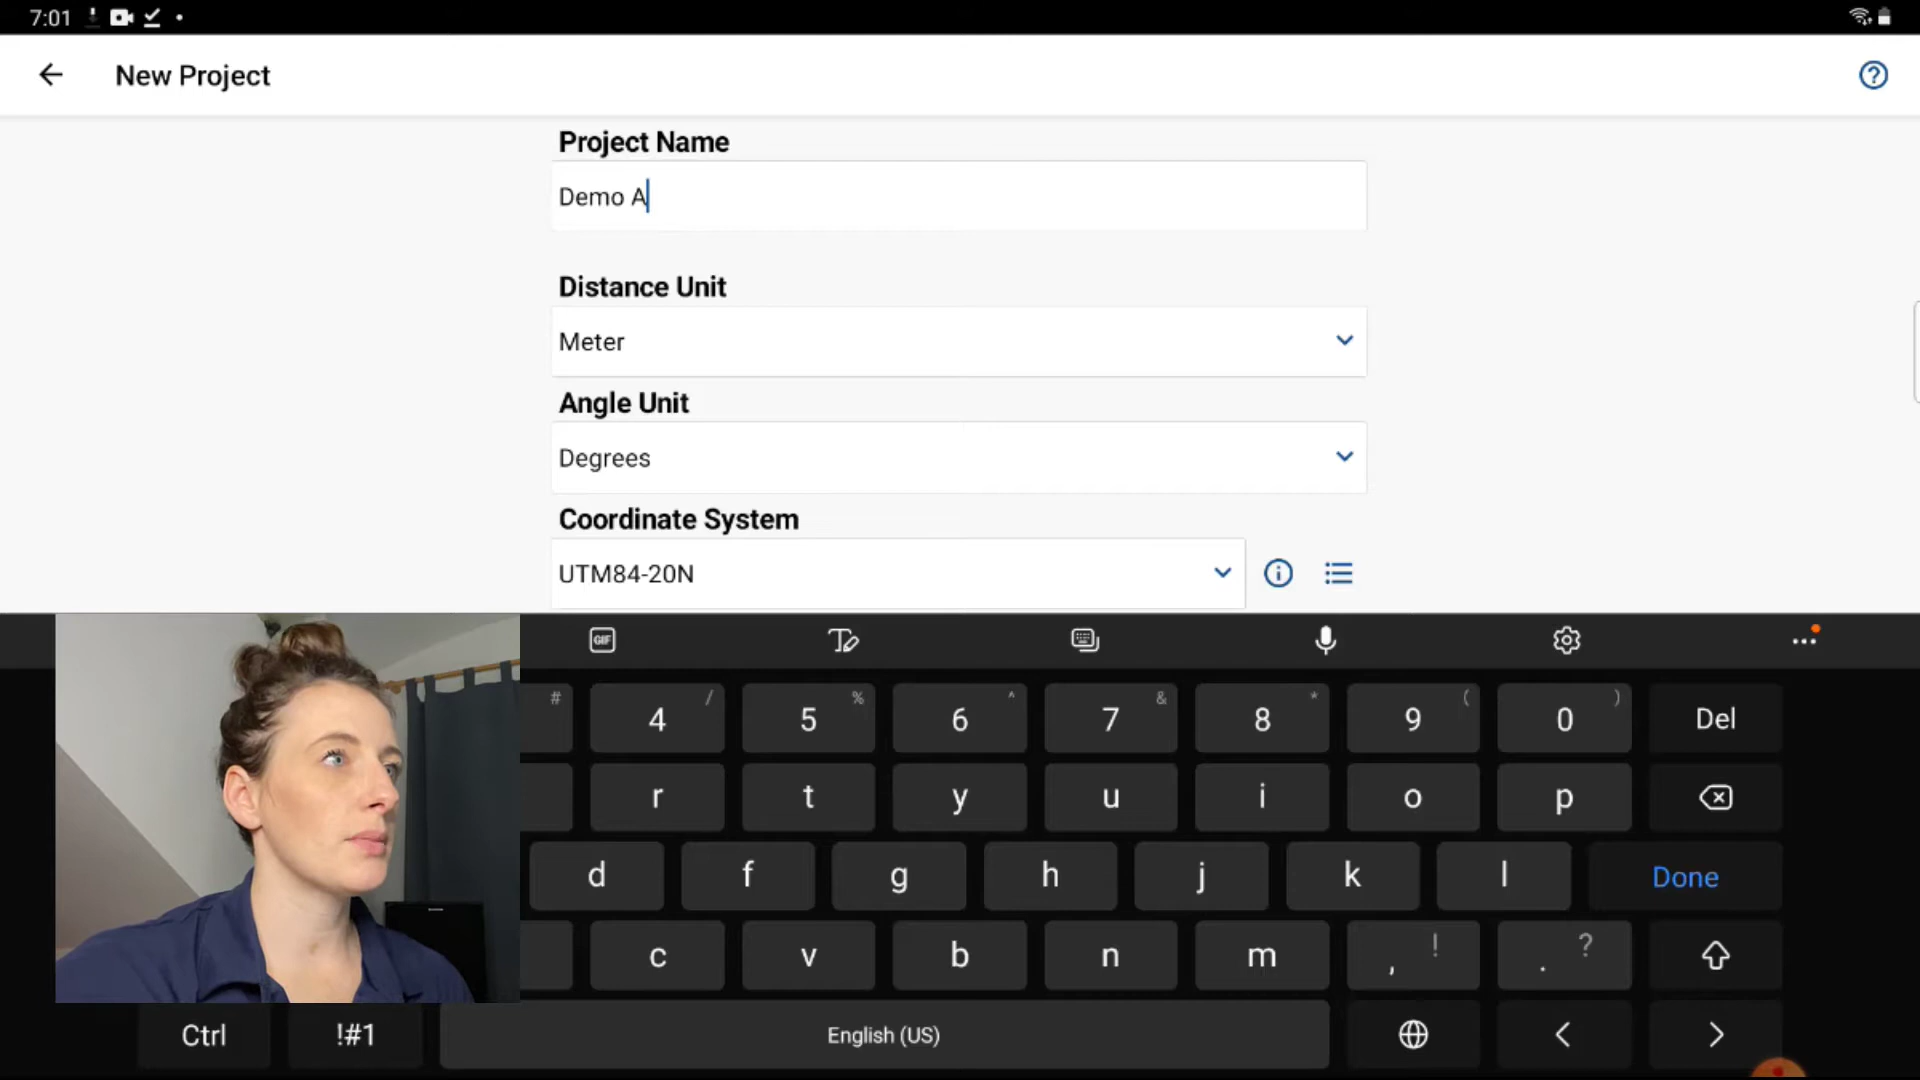 7:01
New Project
Project Name
Demo A
Distance Unit
Meter
Angle Unit
Degrees
Coordinate System
UTM84-20N
GIF
# 4 / 5 % 6 ^ 7 & 8 * 9 ( 0 ) Del
r t y u i o p
d f g h j k l Done
c v b n m , ! . ?
Ctrl !#1 English (US) < >